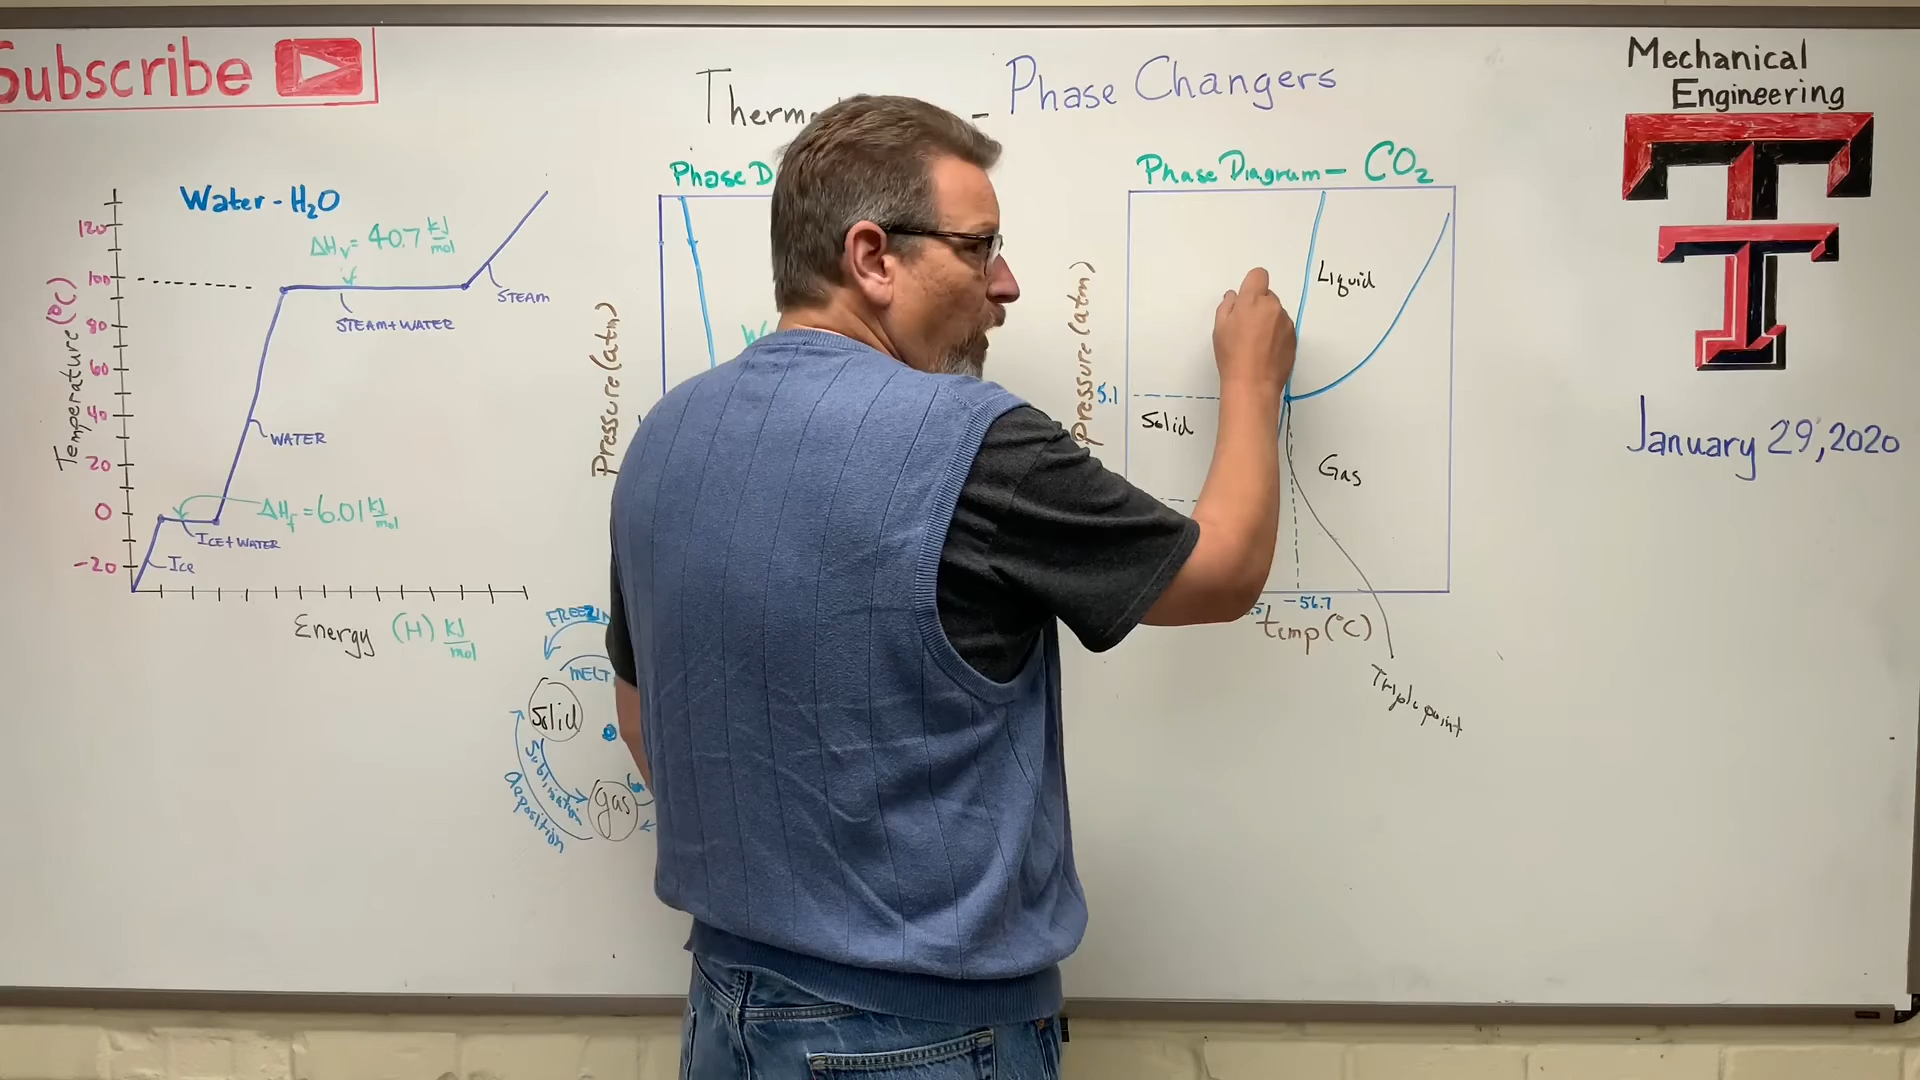 Subscribe
Phase Changers
Mechanical
Engineering
January 29,2020
Water - H₂O
ΔHᵥ = 40.7 kJ/mol
STEAM
STEAM+WATER
WATER
ΔH_f = 6.01 kJ/mol
ICE+WATER
Ice
Temperature (°C)
120
100
80
60
40
20
0
-20
Energy (H) kJ/mol
Phase
Pressure (atm)
Solid
gas
Sublimation
deposition
Phase Diagram - CO₂
Pressure (atm)
5.1
Liquid
Solid
Gas
-56.7
temp (°C)
Triple point